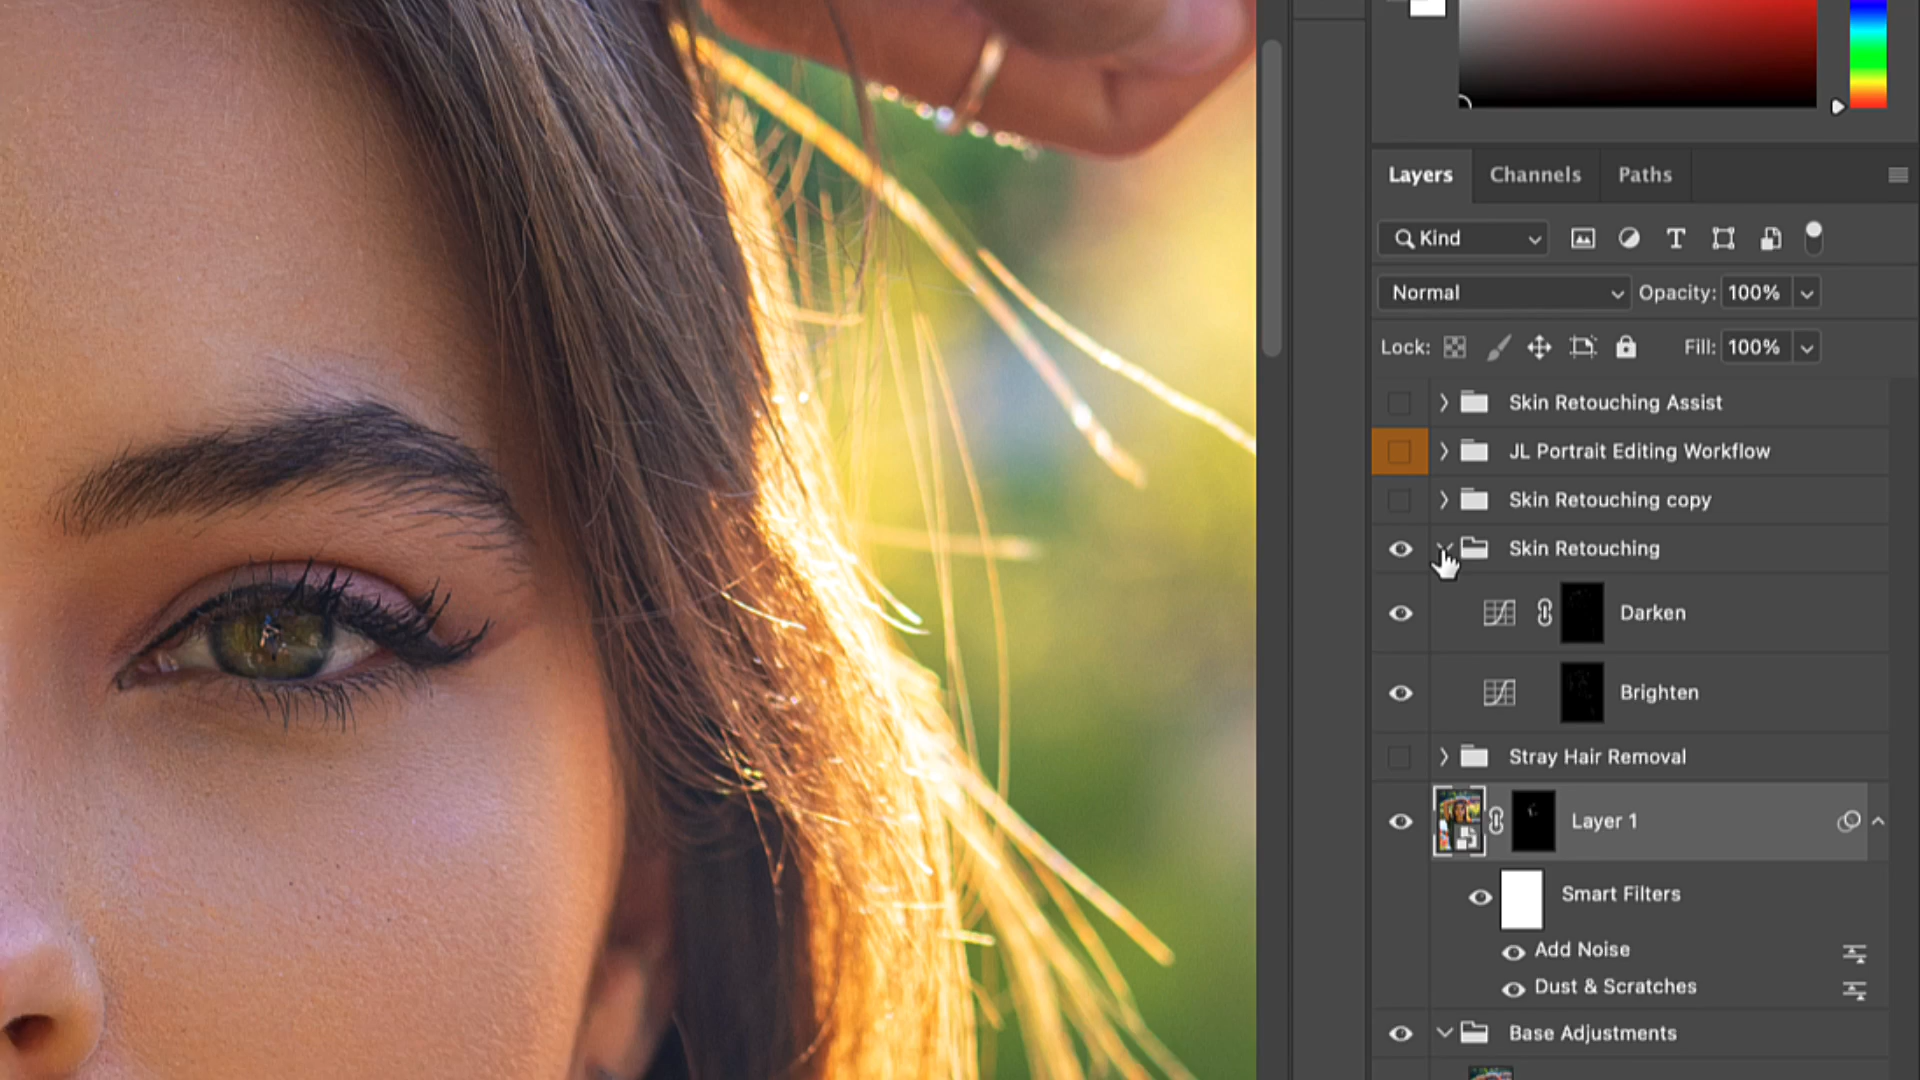 Layers Channels Paths
Kind
Normal Opacity: 100%
Lock: Fill: 100%
Skin Retouching Assist
JL Portrait Editing Workflow
Skin Retouching copy
Skin Retouching
Darken
Brighten
Stray Hair Removal
Layer 1
Smart Filters
Add Noise
Dust & Scratches
Base Adjustments